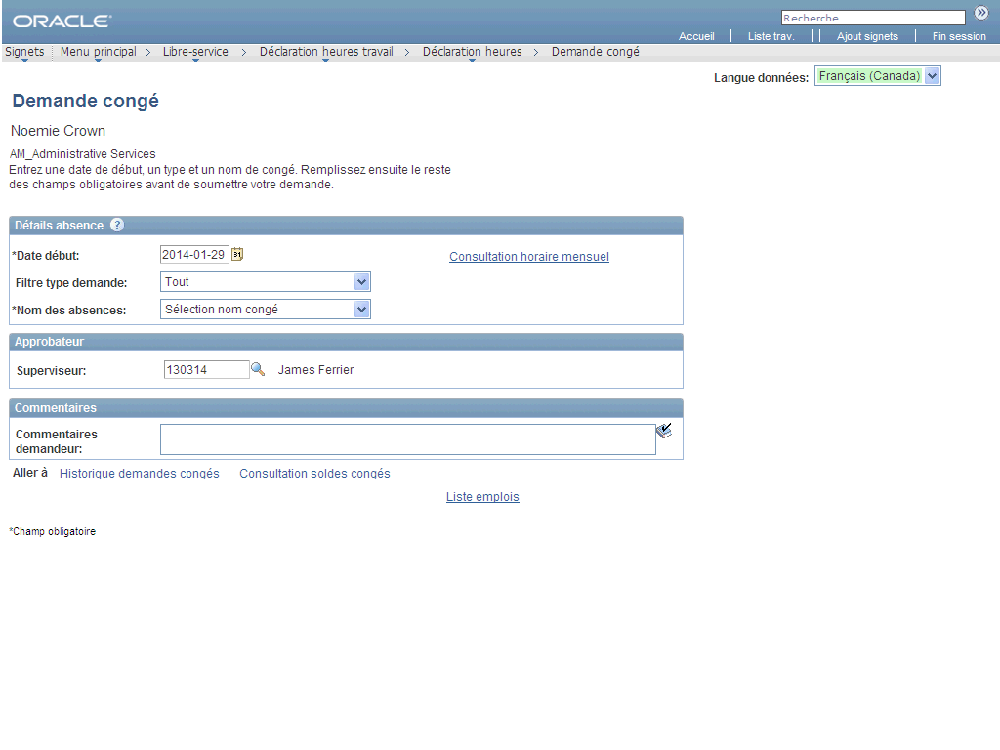 ORACLE
Recherche
Accueil
Liste trav.
Ajout signets
Fin session
Signets
Menu principal
Libre-service
Déclaration heures travail
Déclaration heures
Demande congé
Langue données: Français (Canada)
Demande congé
Noemie Crown
AM_Administrative Services
Entrez une date de début, un type et un nom de congé. Remplissez ensuite le reste
des champs obligatoires avant de soumettre votre demande.
Détails absence ?
*Date début: 2014-01-29 31 Consultation horaire mensuel
Filtre type demande: Tout
*Nom des absences: Sélection nom congé
Approbateur
Superviseur: 130314 James Ferrier
Commentaires
Commentaires
demandeur:
Aller à Historique demandes congés Consultation soldes congés
Liste emplois
*Champ obligatoire